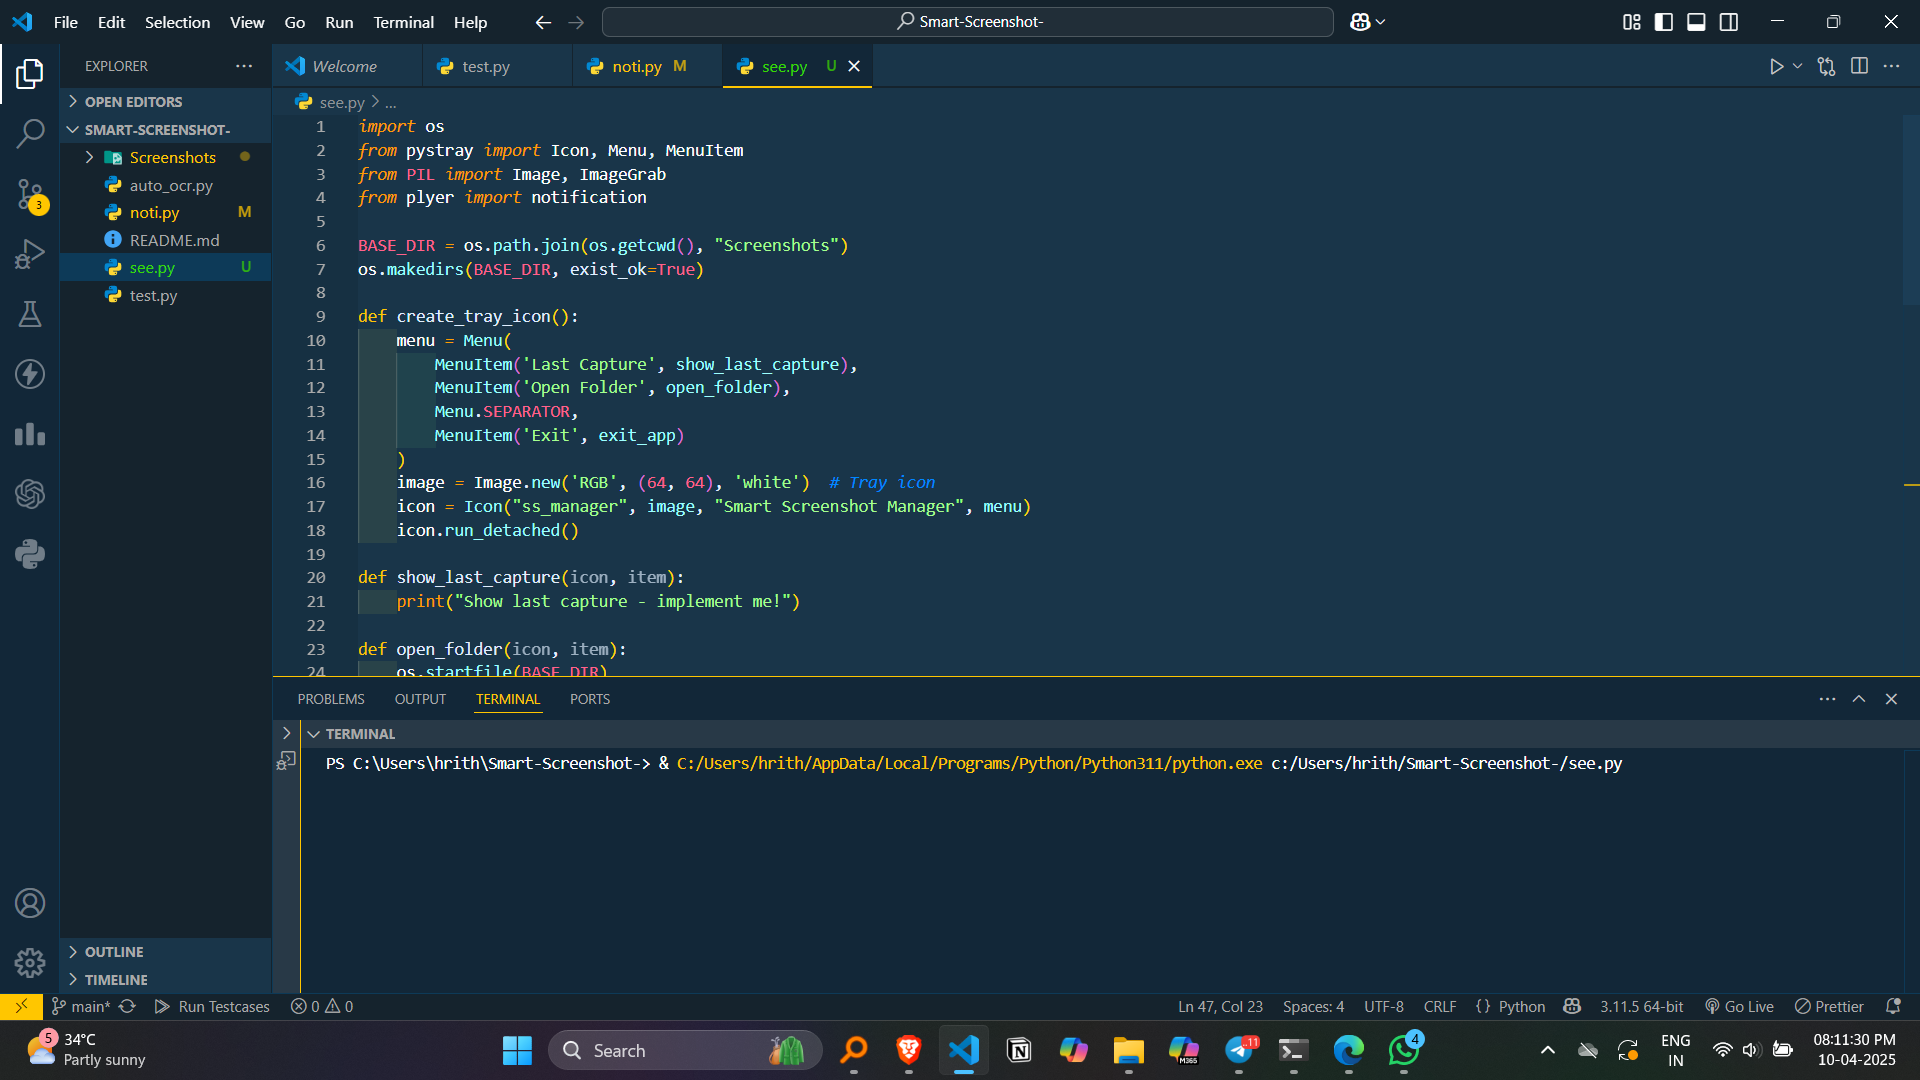 File Edit Selection View Go Run Terminal Help
Smart-Screenshot-
EXPLORER
OPEN EDITORS
SMART-SCREENSHOT-
Screenshots
auto_ocr.py
noti.py M
README.md
see.py U
test.py
OUTLINE
TIMELINE
3
Welcome
test.py
noti.py M
see.py U
see.py > ...
1 import os
2 from pystray import Icon, Menu, MenuItem
3 from PIL import Image, ImageGrab
4 from plyer import notification
5
6 BASE_DIR = os.path.join(os.getcwd(), "Screenshots")
7 os.makedirs(BASE_DIR, exist_ok=True)
8
9 def create_tray_icon():
10 menu = Menu(
11 MenuItem('Last Capture', show_last_capture),
12 MenuItem('Open Folder', open_folder),
13 Menu.SEPARATOR,
14 MenuItem('Exit', exit_app)
15 )
16 image = Image.new('RGB', (64, 64), 'white')  # Tray icon
17 icon = Icon("ss_manager", image, "Smart Screenshot Manager", menu)
18 icon.run_detached()
19
20 def show_last_capture(icon, item):
21 print("Show last capture - implement me!")
22
23 def open_folder(icon, item):
24 os.startfile(BASE_DIR)
PROBLEMS OUTPUT TERMINAL PORTS
TERMINAL
PS C:\Users\hrith\Smart-Screenshot-> & C:/Users/hrith/AppData/Local/Programs/Python/Python311/python.exe c:/Users/hrith/Smart-Screenshot-/see.py
main* Run Testcases 0 0 Ln 47, Col 23 Spaces: 4 UTF-8 CRLF {} Python 3.11.5 64-bit Go Live Prettier
5
34°C
Partly sunny
Search
M365
11
4
ENG
IN
08:11:30 PM
10-04-2025